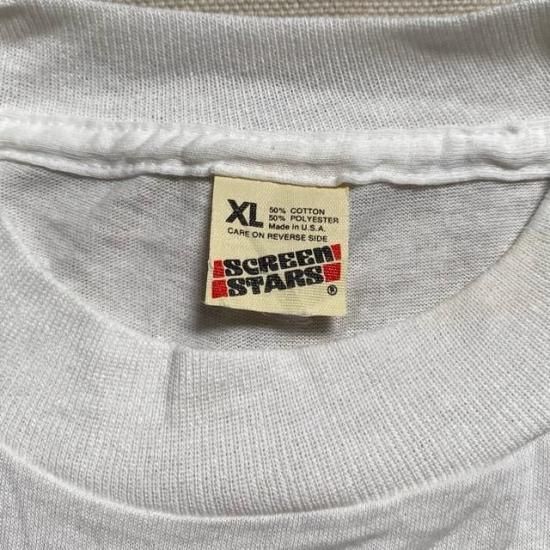 XL 50% COTTON
50% POLYESTER
Made in U.S.A.
CARE ON REVERSE SIDE
SCREEN
STARS ®